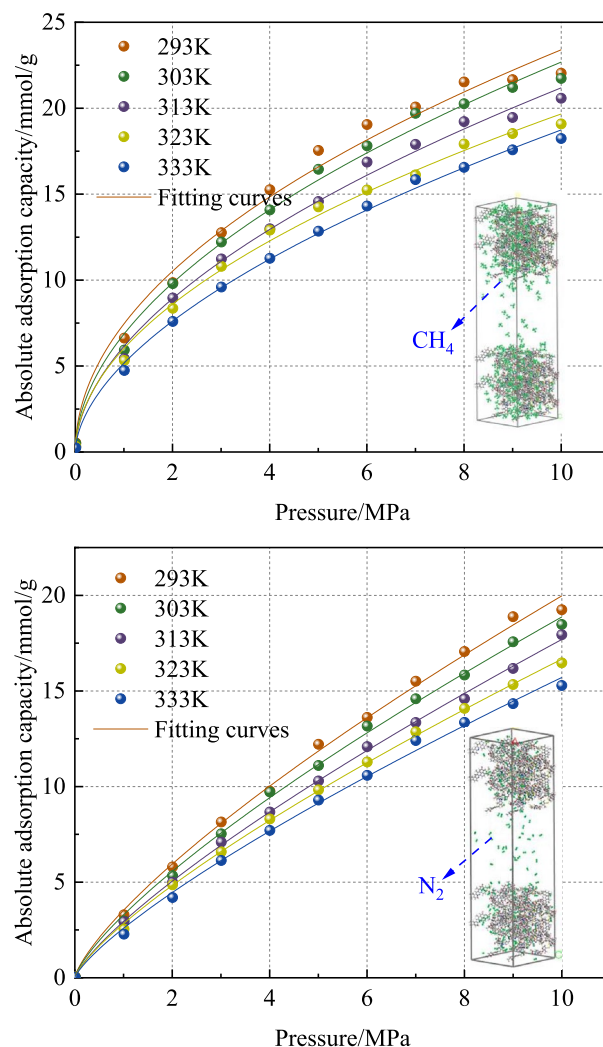 Absolute adsorption capacity/mmol/g
25
20
15
10
5
0
293K
303K
313K
323K
333K
Fitting curves
CH₄
0 2 4 6 8 10
Pressure/MPa
Absolute adsorption capacity/mmol/g
20
15
10
5
0
293K
303K
313K
323K
333K
Fitting curves
N₂
0 2 4 6 8 10
Pressure/MPa